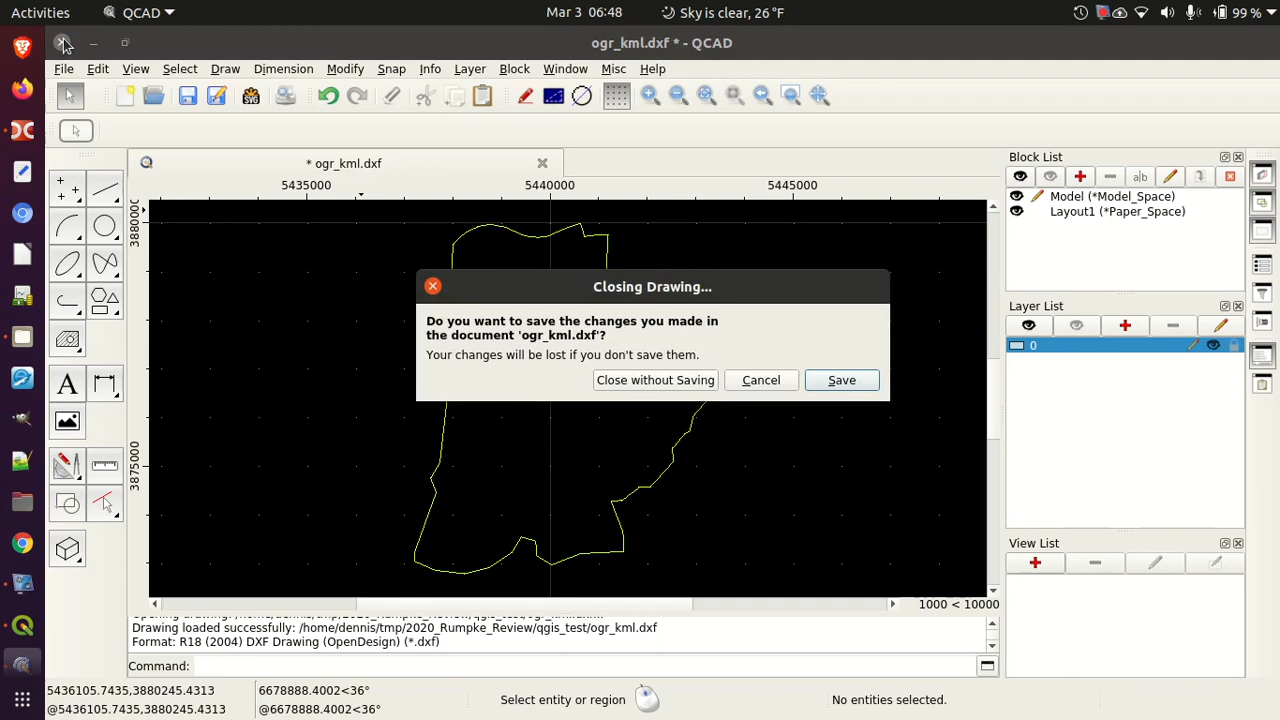 Activities QCAD Mar 3 06:48 Sky is clear, 26 °F 99 %
ogr_kml.dxf * - QCAD
File Edit View Select Draw Dimension Modify Snap Info Layer Block Window Misc Help
SVG
* ogr_kml.dxf
Block List
5435000 5440000 5445000
a|b
Model (*Model_Space)
Layout1 (*Paper_Space)
3880000
Closing Drawing...
Do you want to save the changes you made in
the document 'ogr_kml.dxf'?
Your changes will be lost if you don't save them.
Close without Saving Cancel Save
Layer List
0
A
3875000
View List
1000 < 10000
Drawing loaded successfully: /home/dennis/tmp/2020_Rumpke_Review/qgis_test/ogr_kml.dxf
Format: R18 (2004) DXF Drawing (OpenDesign) (*.dxf)
Command:
5436105.7435,3880245.4313 6678888.4002<36°
@5436105.7435,3880245.4313 @6678888.4002<36°
Select entity or region
No entities selected.